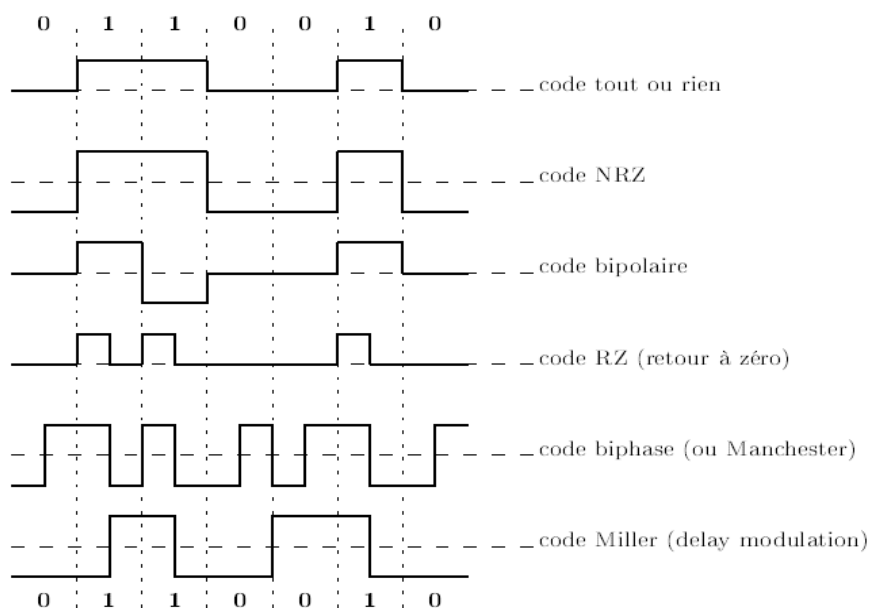 0 1 1 0 0 1 0
code tout ou rien
code NRZ
code bipolaire
code RZ (retour à zéro)
code biphase (ou Manchester)
code Miller (delay modulation)
0 1 1 0 0 1 0